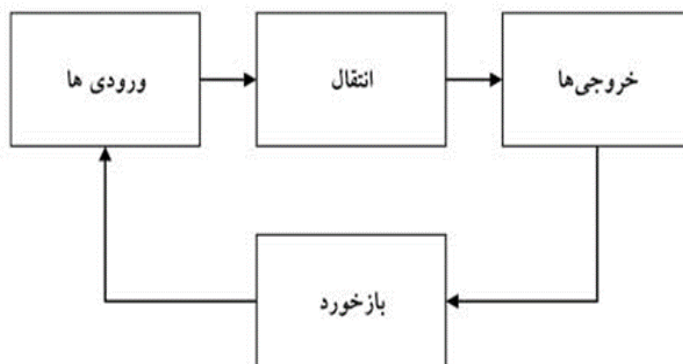 ورودی ها
انتقال
خروجی‌ها
بازخورد